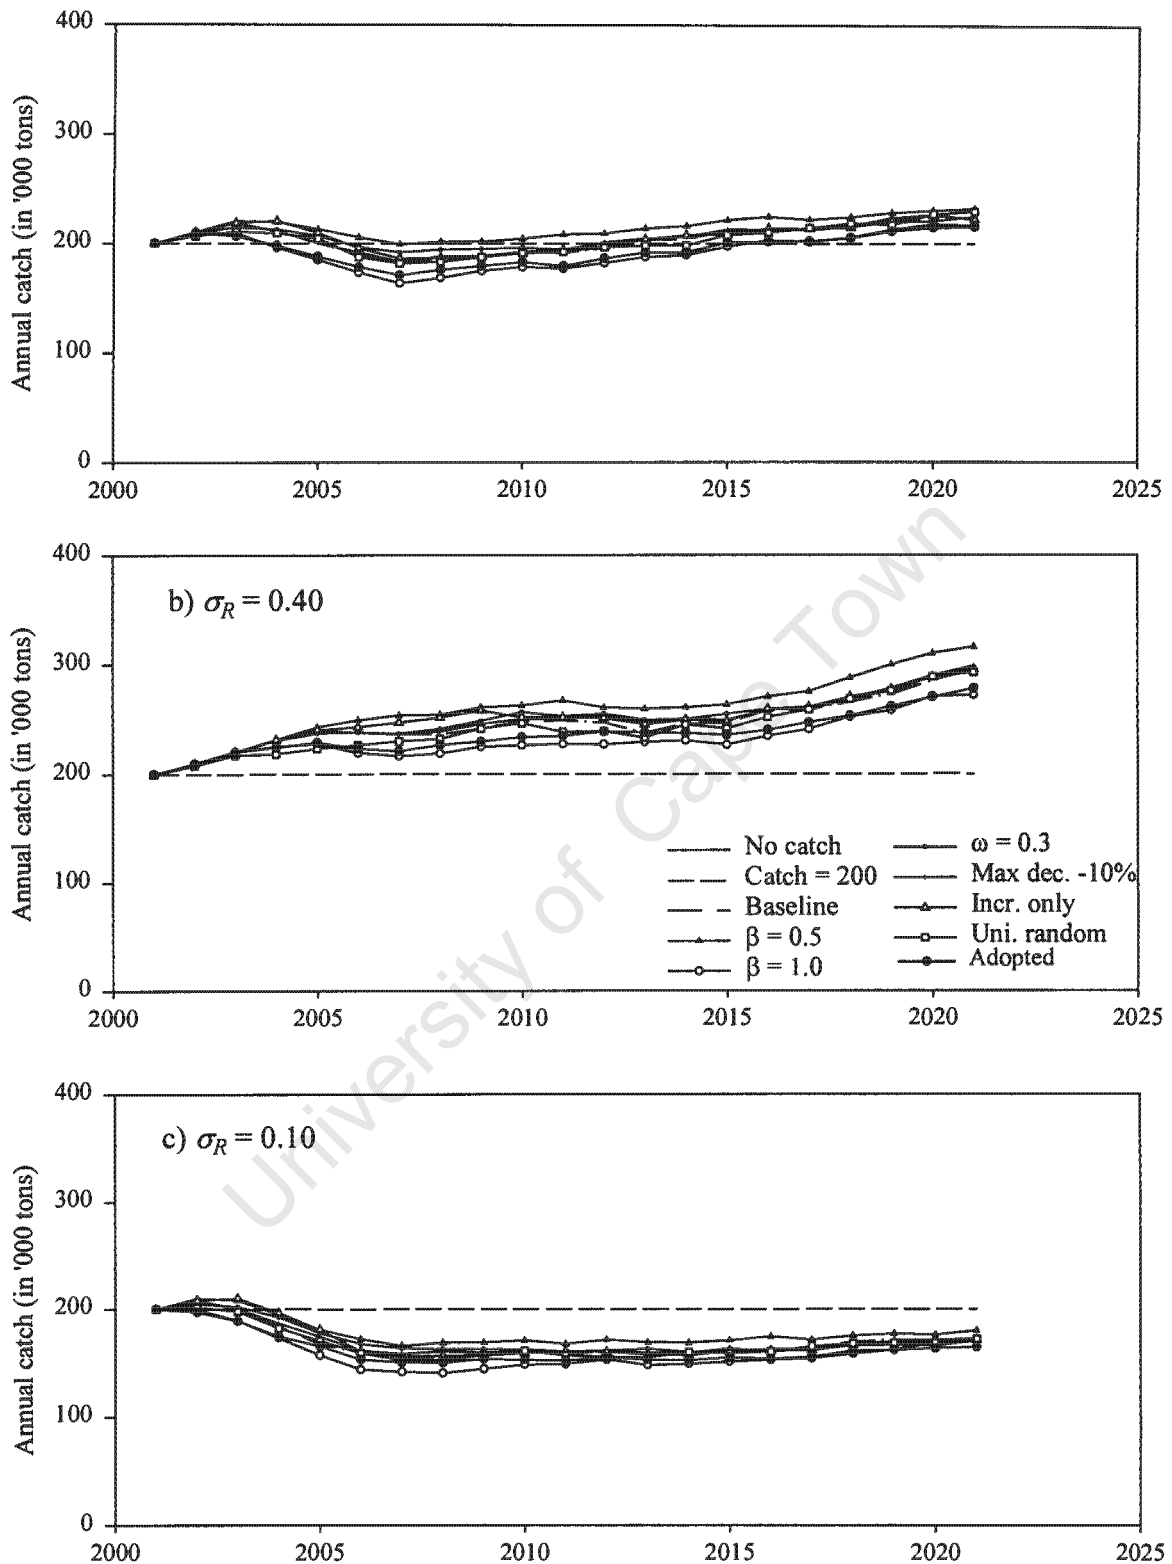 400
300
200
100
0
Annual catch (in '000 tons)
2000 2005 2010 2015 2020 2025
400
300
200
100
0
Annual catch (in '000 tons)
b) σR = 0.40
No catch
Catch = 200
Baseline
β = 0.5
β = 1.0
ω = 0.3
Max dec. -10%
Incr. only
Uni. random
Adopted
2000 2005 2010 2015 2020 2025
400
300
200
100
0
Annual catch (in '000 tons)
c) σR = 0.10
2000 2005 2010 2015 2020 2025
University of Cape Town